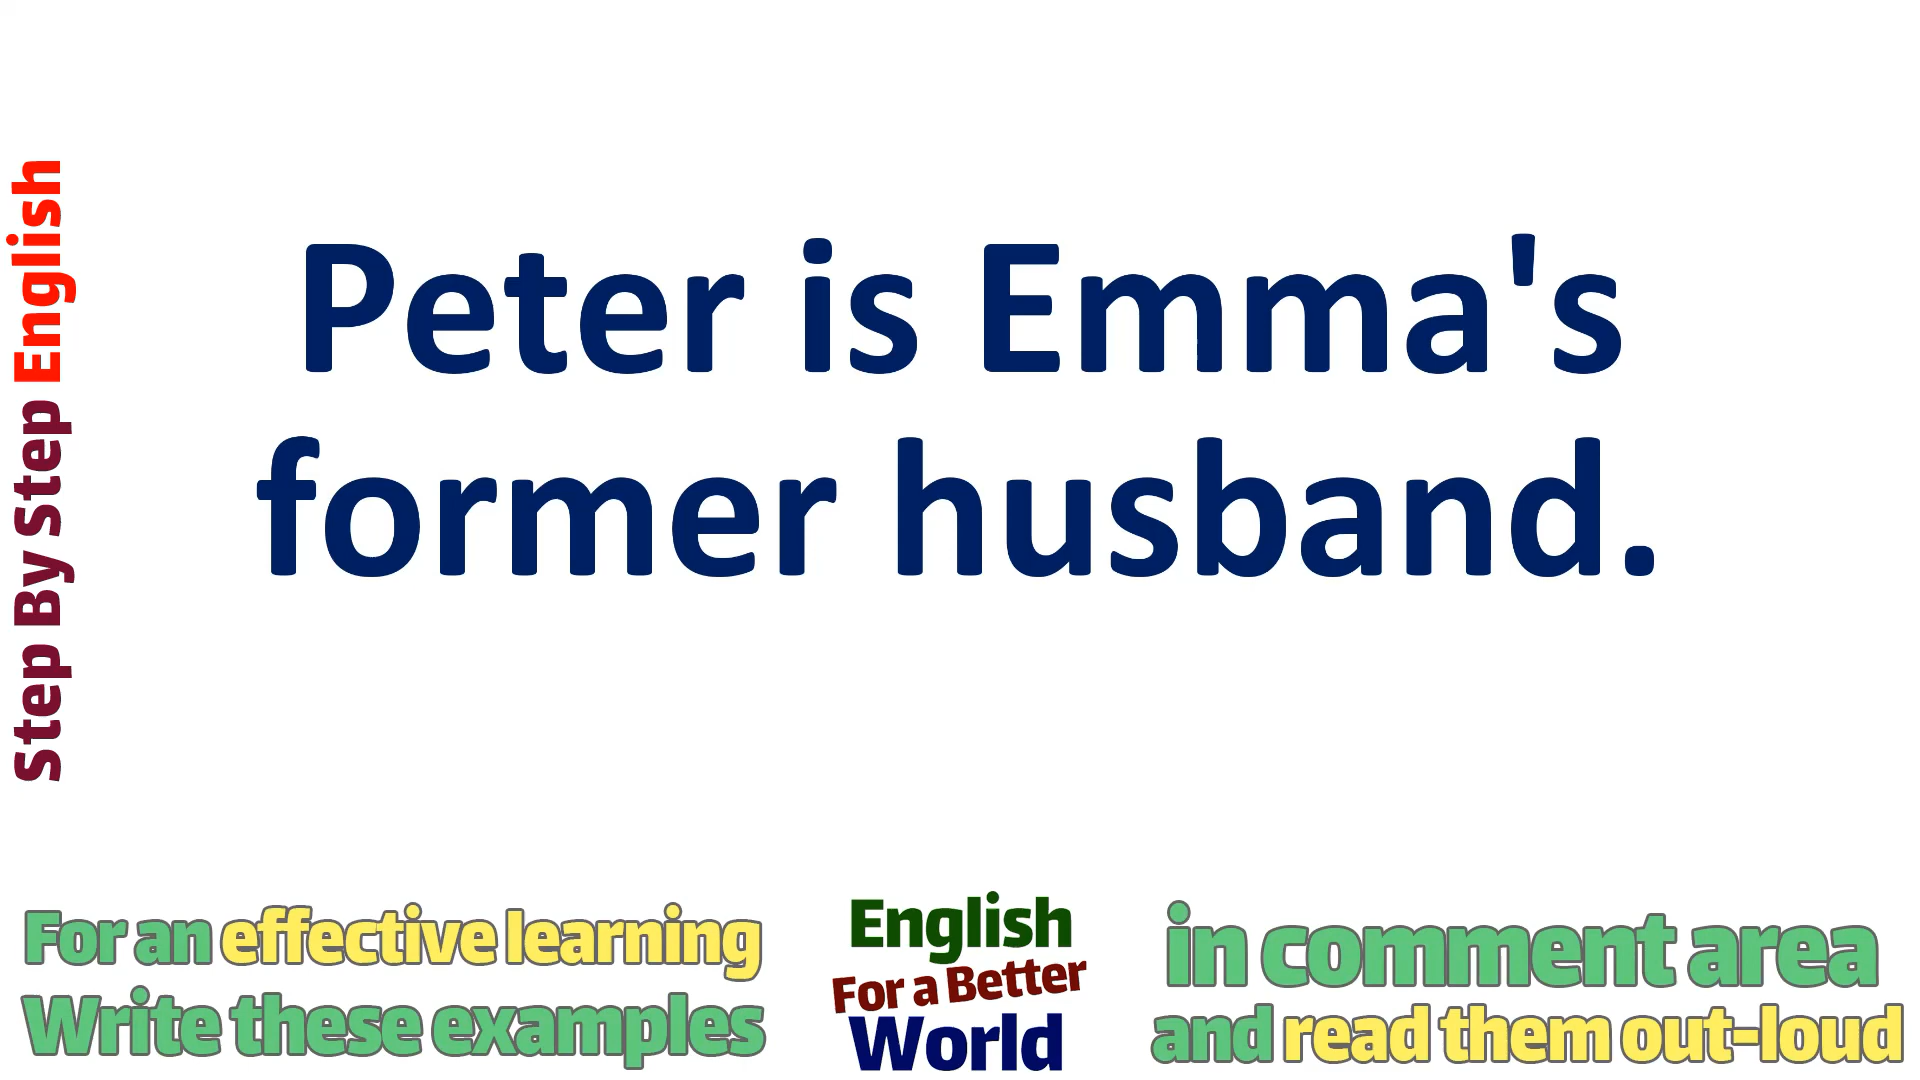 Step By Step English
Peter is Emma's
former husband.
For an effective learning
Write these examples
English
For a Better
World
in comment area
and read them out-loud